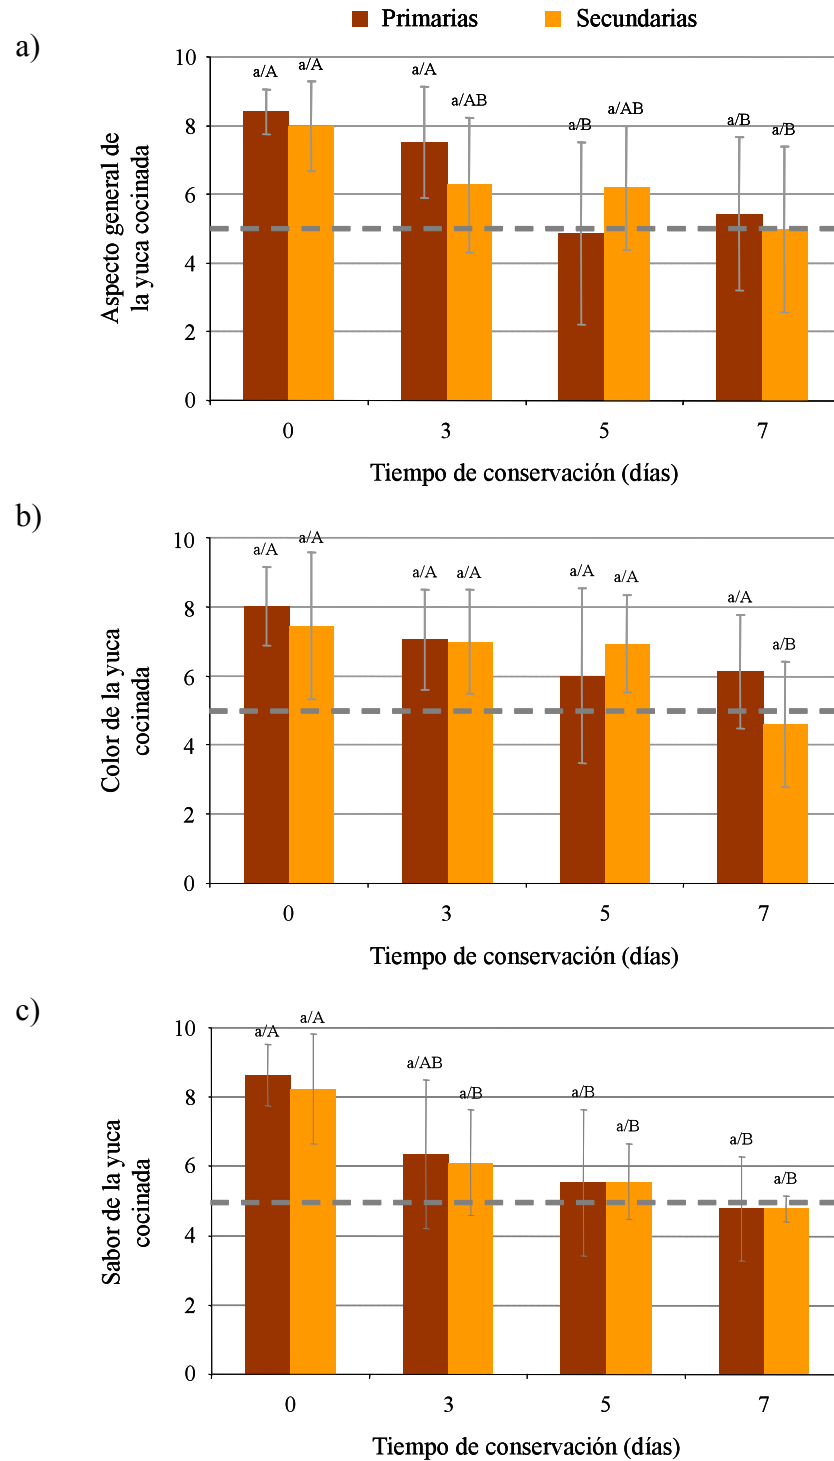 Primarias Secundarias
a)
Aspecto general de
la yuca cocinada
10
8
6
4
2
0
a/A a/A a/A a/AB a/B a/AB a/B a/B
0 3 5 7
Tiempo de conservación (días)
b)
Color de la yuca
cocinada
10
8
6
4
2
0
a/A a/A a/A a/A a/A a/A a/A a/B
0 3 5 7
Tiempo de conservación (días)
c)
Sabor de la yuca
cocinada
10
8
6
4
2
0
a/A a/A a/AB a/B a/B a/B a/B a/B
0 3 5 7
Tiempo de conservación (días)